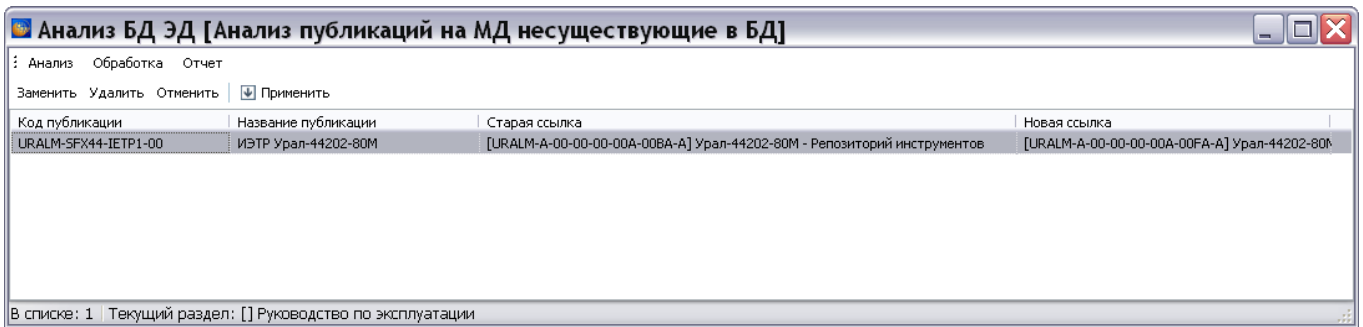 Анализ БД ЭД [Анализ публикаций на МД несуществующие в БД]
Анализ Обработка Отчет
Заменить Удалить Отменить Применить
Код публикации Название публикации Старая ссылка Новая ссылка
URALM-SFX44-IETP1-00 ИЭТР Урал-44202-80М [URALM-A-00-00-00-00A-00BA-A] Урал-44202-80М - Репозиторий инструментов [URALM-A-00-00-00-00A-00FA-A] Урал-44202-80М
В списке: 1 Текущий раздел: [] Руководство по эксплуатации